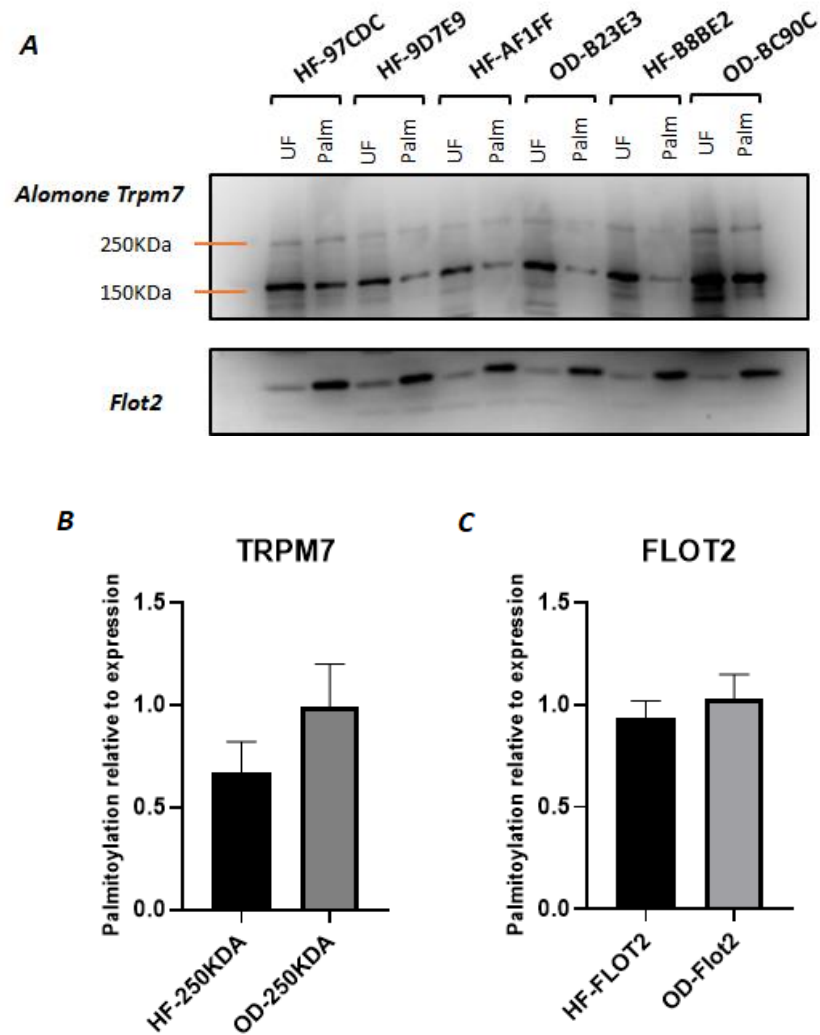 A
HF-97CDC HF-9D7E9 HF-AF1FF OD-B23E3 HF-B8BE2 OD-BC90C
UF Palm UF Palm UF Palm UF Palm UF Palm UF Palm
Alomone Trpm7
250KDa
150KDa
Flot2
B
TRPM7
Palmitoylation relative to expression
1.5
1.0
0.5
0.0
HF-250KDA
OD-250KDA
C
FLOT2
Palmitoylation relative to expression
1.5
1.0
0.5
0.0
HF-FLOT2
OD-Flot2